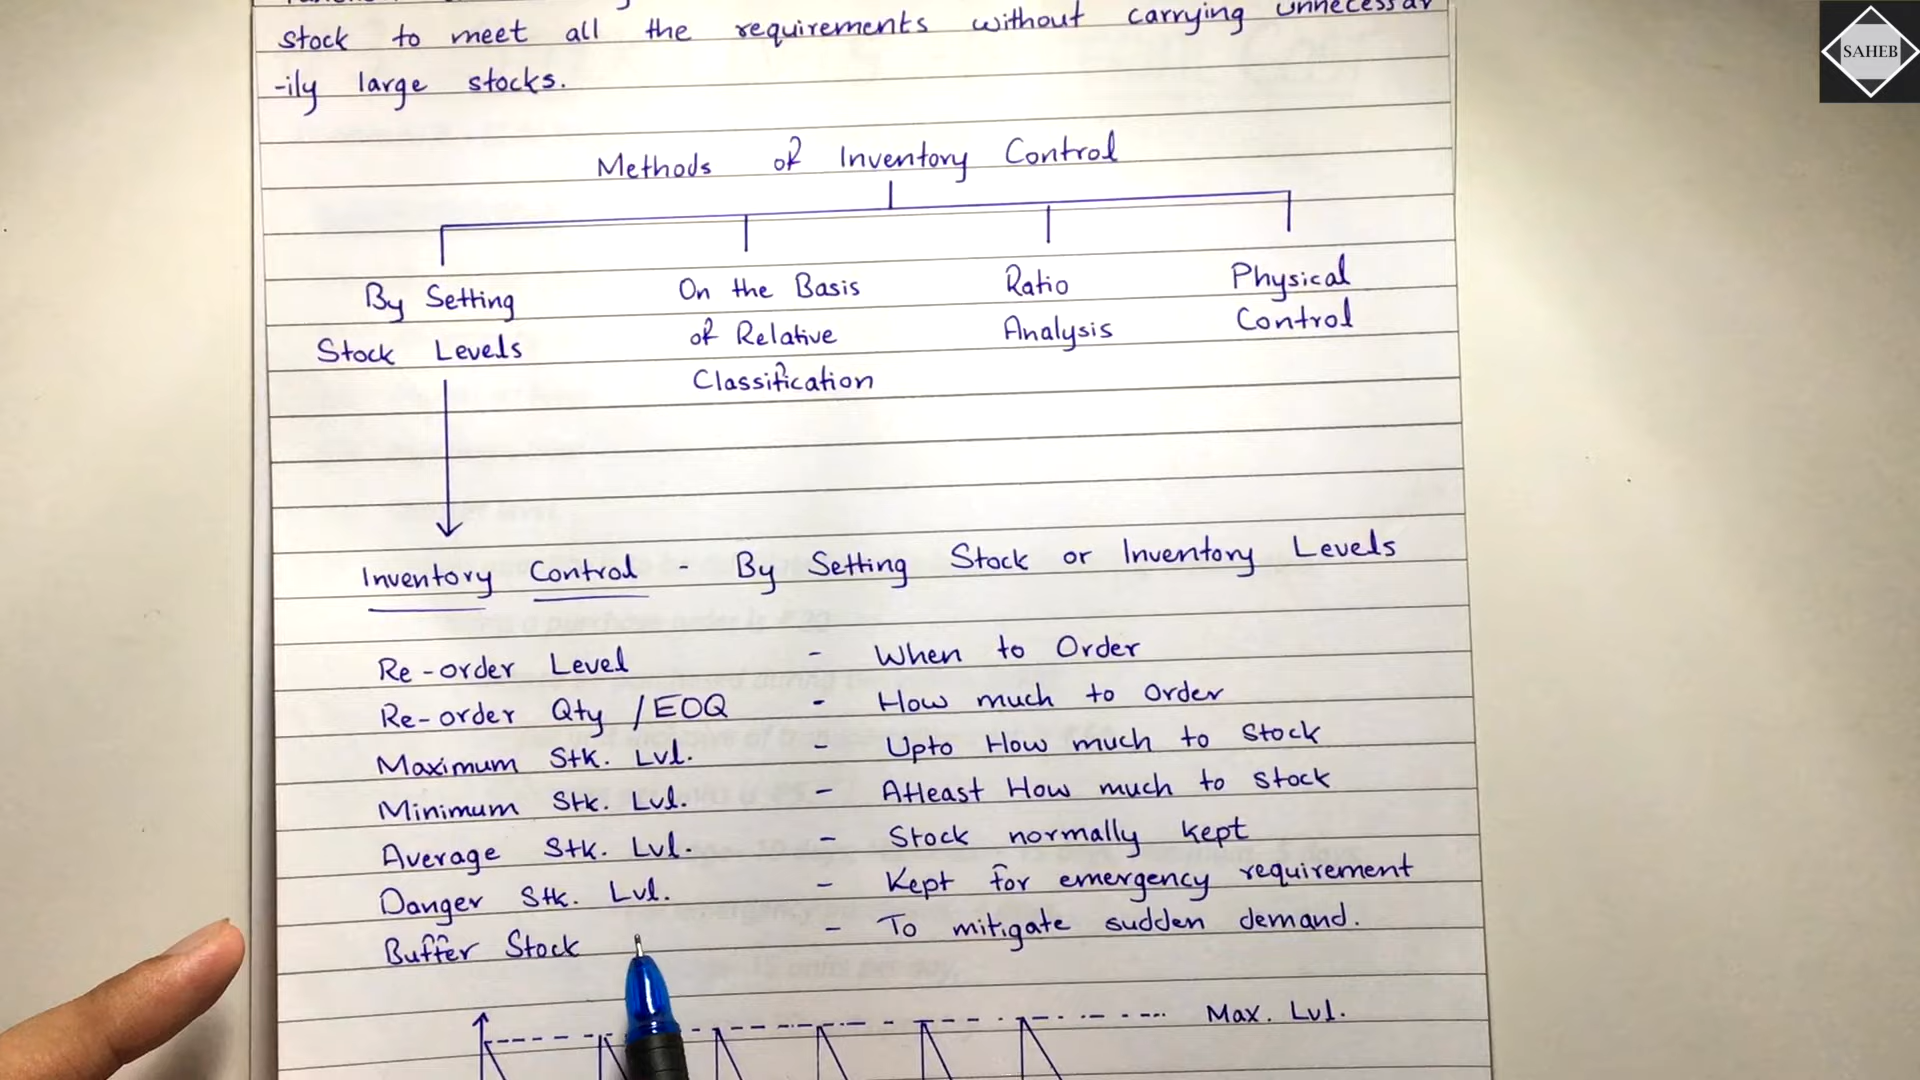 stock to meet all the requirements without carrying unnecessar
-ily large stocks.
Methods of Inventory Control
By Setting Stock Levels
On the Basis of Relative Classification
Ratio Analysis
Physical Control
Inventory Control - By Setting Stock or Inventory Levels
Re-order Level - When to Order
Re-order Qty /EOQ - How much to Order
Maximum Stk. Lvl. - Upto How much to Stock
Minimum Stk. Lvl. - Atleast How much to stock
Average Stk. Lvl. - Stock normally kept
Danger Stk. Lvl. - Kept for emergency requirement
Buffer Stock - To mitigate sudden demand.
Max. Lvl.
SAHEB